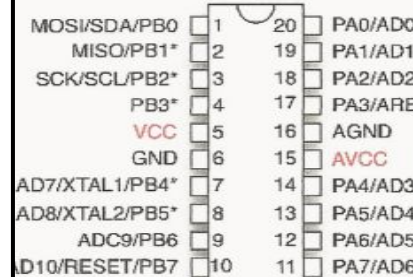 MOSI/SDA/PB0 1 20 PA0/AD0
MISO/PB1* 2 19 PA1/AD1
SCK/SCL/PB2* 3 18 PA2/AD2
PB3* 4 17 PA3/ARE
VCC 5 16 AGND
GND 6 15 AVCC
AD7/XTAL1/PB4* 7 14 PA4/AD3
AD8/XTAL2/PB5* 8 13 PA5/AD4
ADC9/PB6 9 12 PA6/AD5
AD10/RESET/PB7 10 11 PA7/AD6